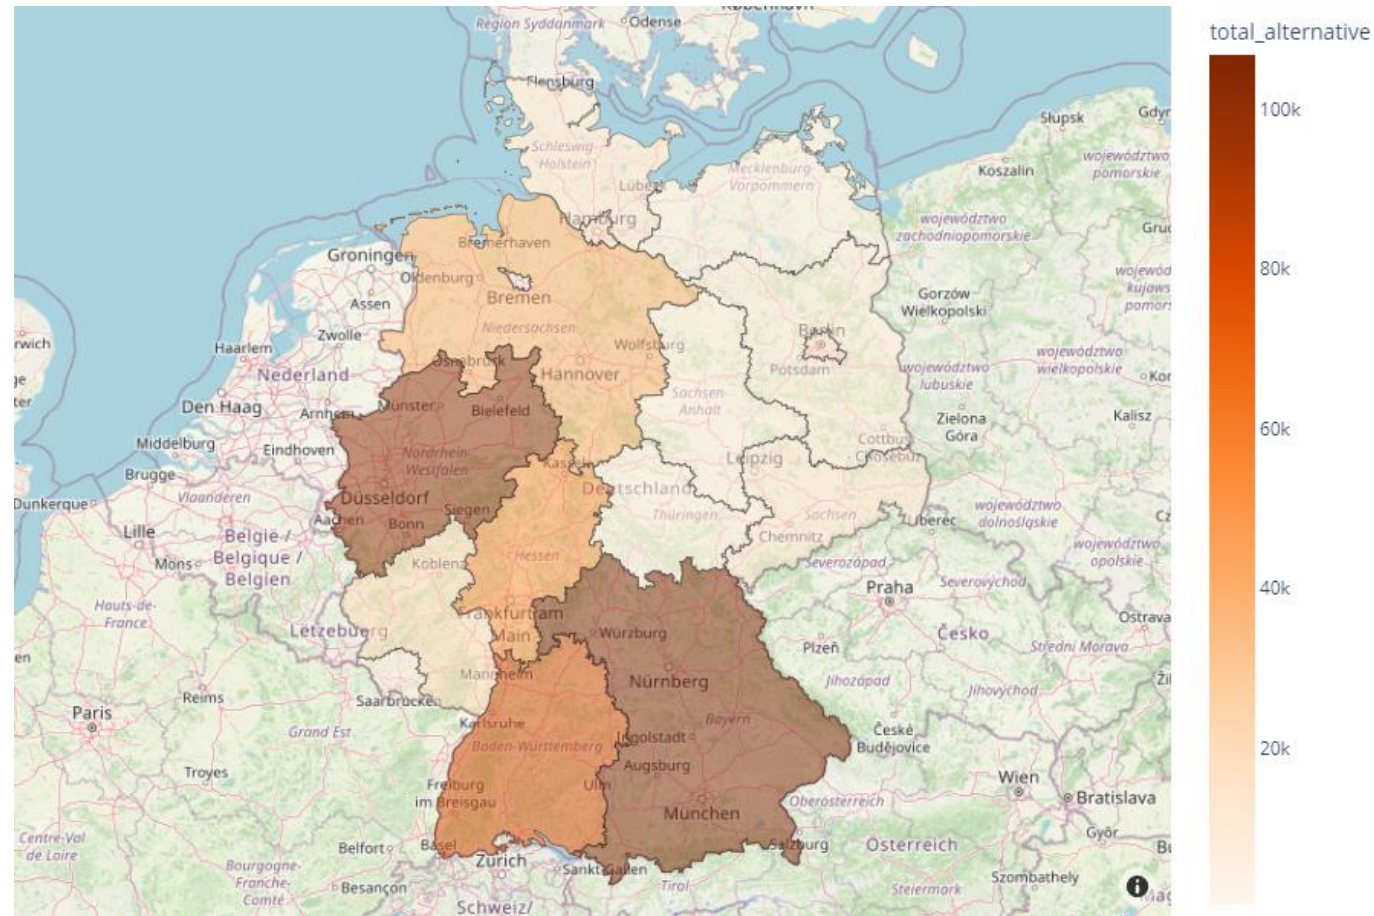 København
Region Syddanmark
Odense
total_alternative
Flensburg
100k
Słupsk
Schleswig-
Holstein
Mecklenburg-
Vorpommern
województwo
pomorskie
Koszalin
Lübeck
Hamburg
województwo
zachodniopomorskie
Groningen
Bremerhaven
Oldenburg
80k
Assen
Bremen
Gorzów
Wielkopolski
Zwolle
Niedersachsen
Berlin
Haarlem
Osnabrück
Wolfsburg
województwo
wielkopolskie
Nederland
Hannover
Potsdam
województwo
lubuskie
Den Haag
Arnhem
Münster
Bielefeld
Sachsen-
Anhalt
Zielona
Góra
Kalisz
Middelburg
Eindhoven
60k
Cottbus
Chóśebuz
Brugge
Nordrhein-
Westfalen
Kassel
Leipzig
Dunkerque
Vlaanderen
Düsseldorf
Deutschland
województwo
dolnośląskie
Lille
Aachen
Bonn
Siegen
Thüringen
Sachsen
Liberec
België /
Belgique /
Belgien
Chemnitz
województwo
opolskie
Mons
Koblenz
Hessen
Severozápad
Praha
Severovýchod
40k
Hauts-de-
France
Frankfurt am
Main
Ostrava
Lëtzebuerg
Würzburg
Česko
Plzeň
Střední Morava
Mannheim
Nürnberg
Jihozápad
Jihovýchod
Reims
Saarbrücken
Paris
Karlsruhe
Bayern
Grand Est
Baden-Württemberg
Ingolstadt
České
Budějovice
20k
Troyes
Augsburg
Freiburg
im Breisgau
Ulm
Wien
München
Oberösterreich
Bratislava
Centre-Val
de Loire
Belfort
Basel
Salzburg
Österreich
Győr
Zürich
Sankt Gallen
Bourgogne-
Franche-
Comté
Besançon
Tirol
Steiermark
Szombathely
Schweiz/